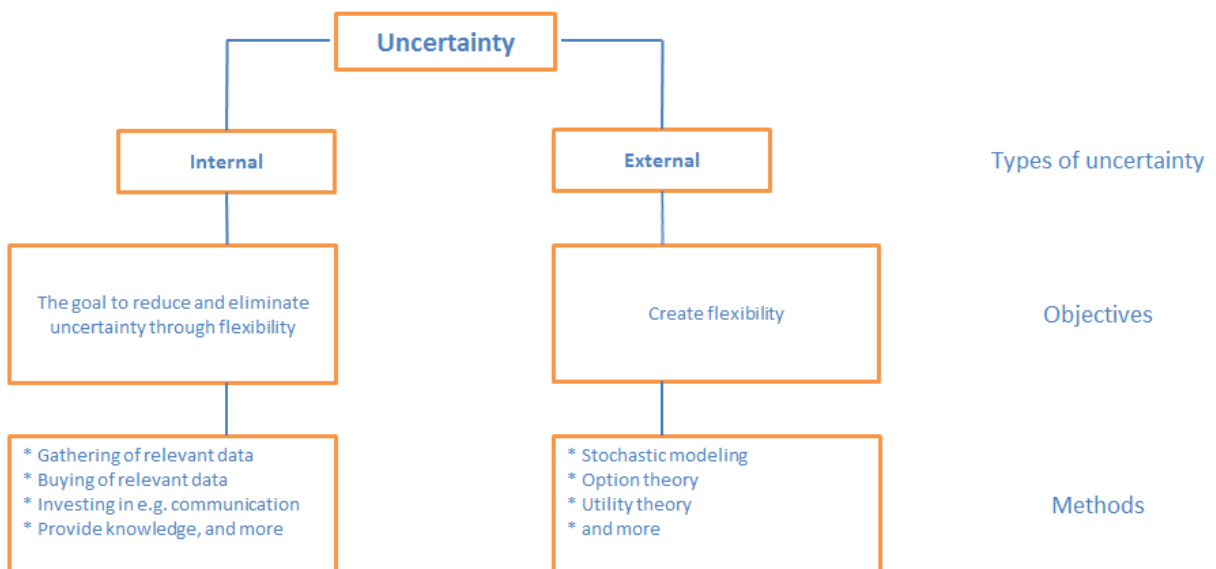 Uncertainty
Internal
External
Types of uncertainty
The goal to reduce and eliminate
uncertainty through flexibility
Create flexibility
Objectives
* Gathering of relevant data
* Buying of relevant data
* Investing in e.g. communication
* Provide knowledge, and more
* Stochastic modeling
* Option theory
* Utility theory
* and more
Methods